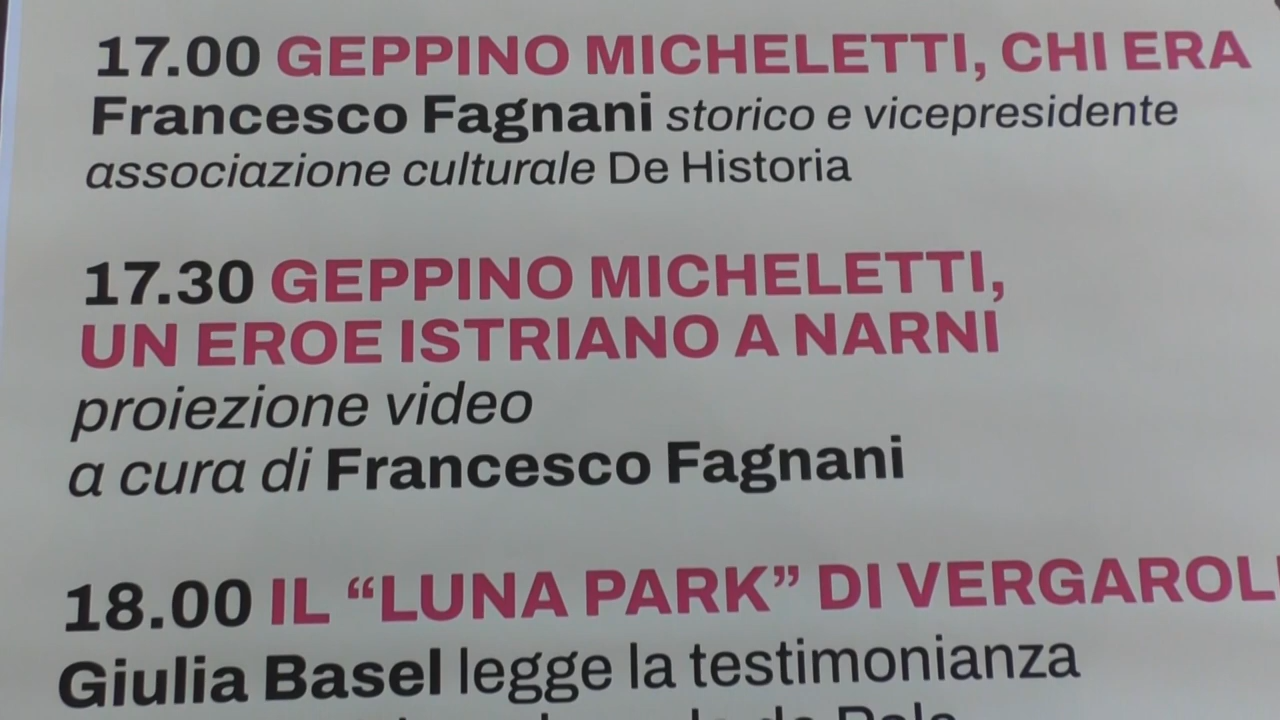 17.00 GEPPINO MICHELETTI, CHI ERA
Francesco Fagnani storico e vicepresidente
associazione culturale De Historia
17.30 GEPPINO MICHELETTI,
UN EROE ISTRIANO A NARNI
proiezione video
a cura di Francesco Fagnani
18.00 IL “LUNA PARK” DI VERGAROL
Giulia Basel legge la testimonianza